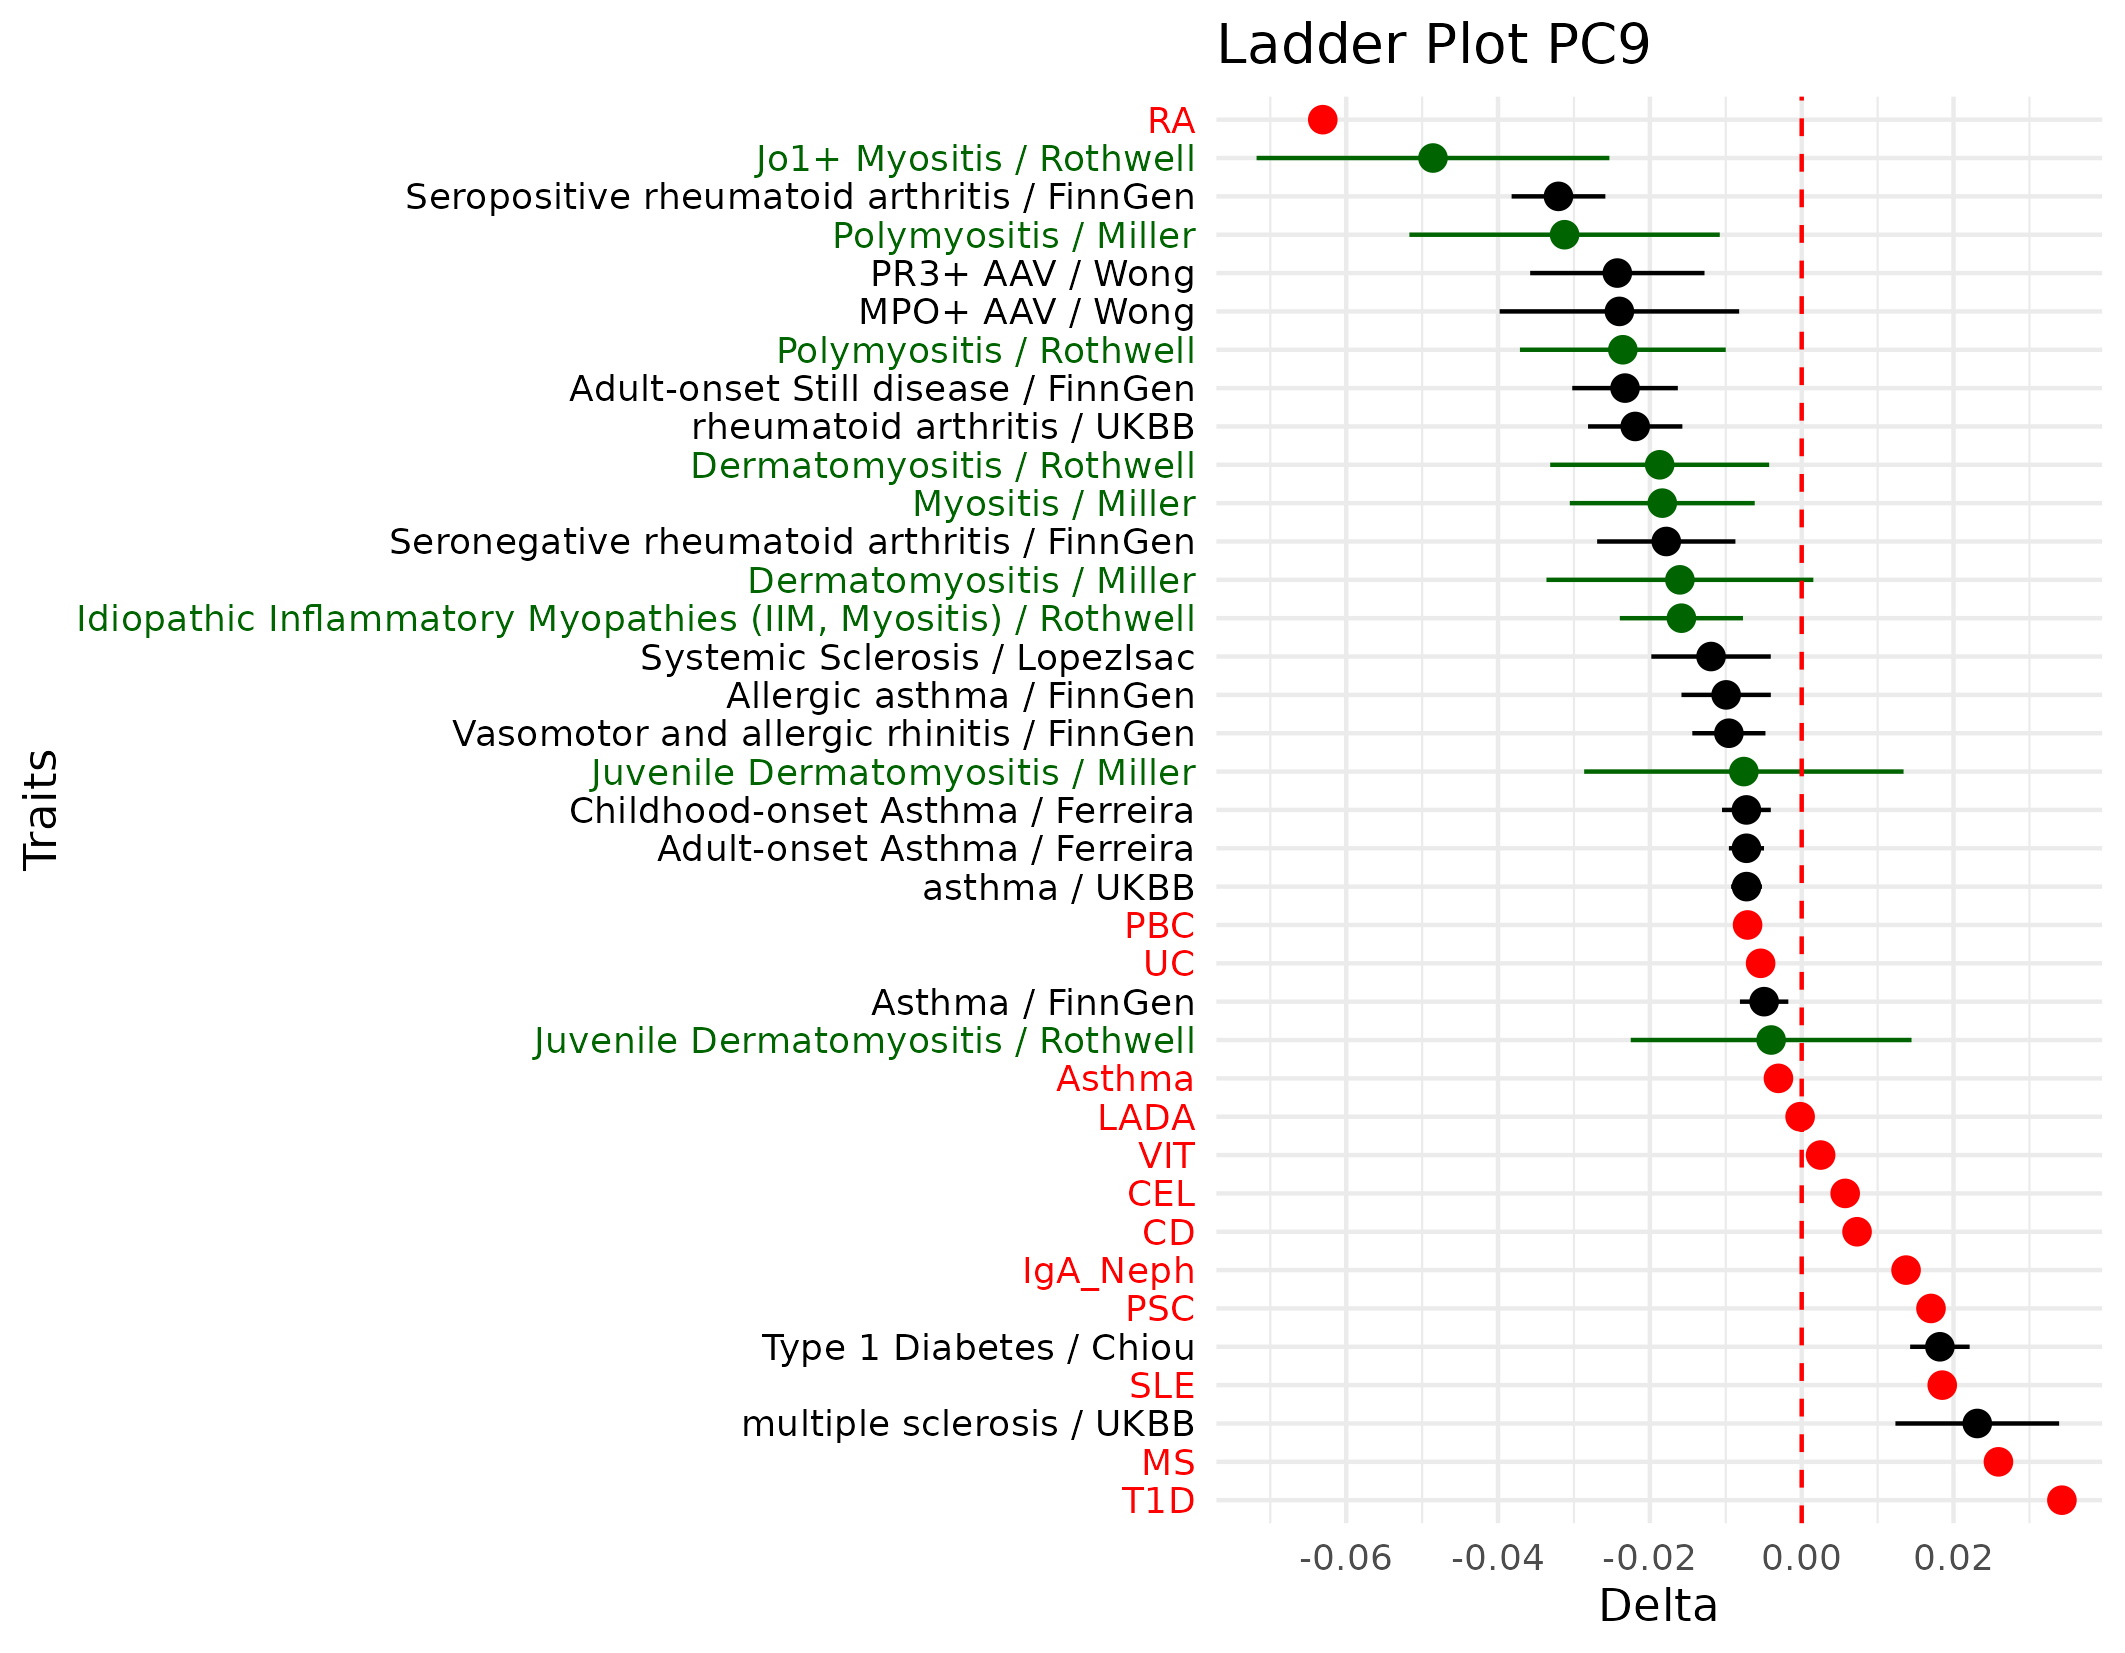 Ladder Plot PC9
RA
Jo1+ Myositis / Rothwell
Seropositive rheumatoid arthritis / FinnGen
Polymyositis / Miller
PR3+ AAV / Wong
MPO+ AAV / Wong
Polymyositis / Rothwell
Adult-onset Still disease / FinnGen
rheumatoid arthritis / UKBB
Dermatomyositis / Rothwell
Myositis / Miller
Seronegative rheumatoid arthritis / FinnGen
Dermatomyositis / Miller
Idiopathic Inflammatory Myopathies (IIM, Myositis) / Rothwell
Systemic Sclerosis / LopezIsac
Allergic asthma / FinnGen
Vasomotor and allergic rhinitis / FinnGen
Juvenile Dermatomyositis / Miller
Childhood-onset Asthma / Ferreira
Adult-onset Asthma / Ferreira
asthma / UKBB
PBC
UC
Asthma / FinnGen
Juvenile Dermatomyositis / Rothwell
Asthma
LADA
VIT
CEL
CD
IgA_Neph
PSC
Type 1 Diabetes / Chiou
SLE
multiple sclerosis / UKBB
MS
T1D
Traits
-0.06 -0.04 -0.02 0.00 0.02
Delta